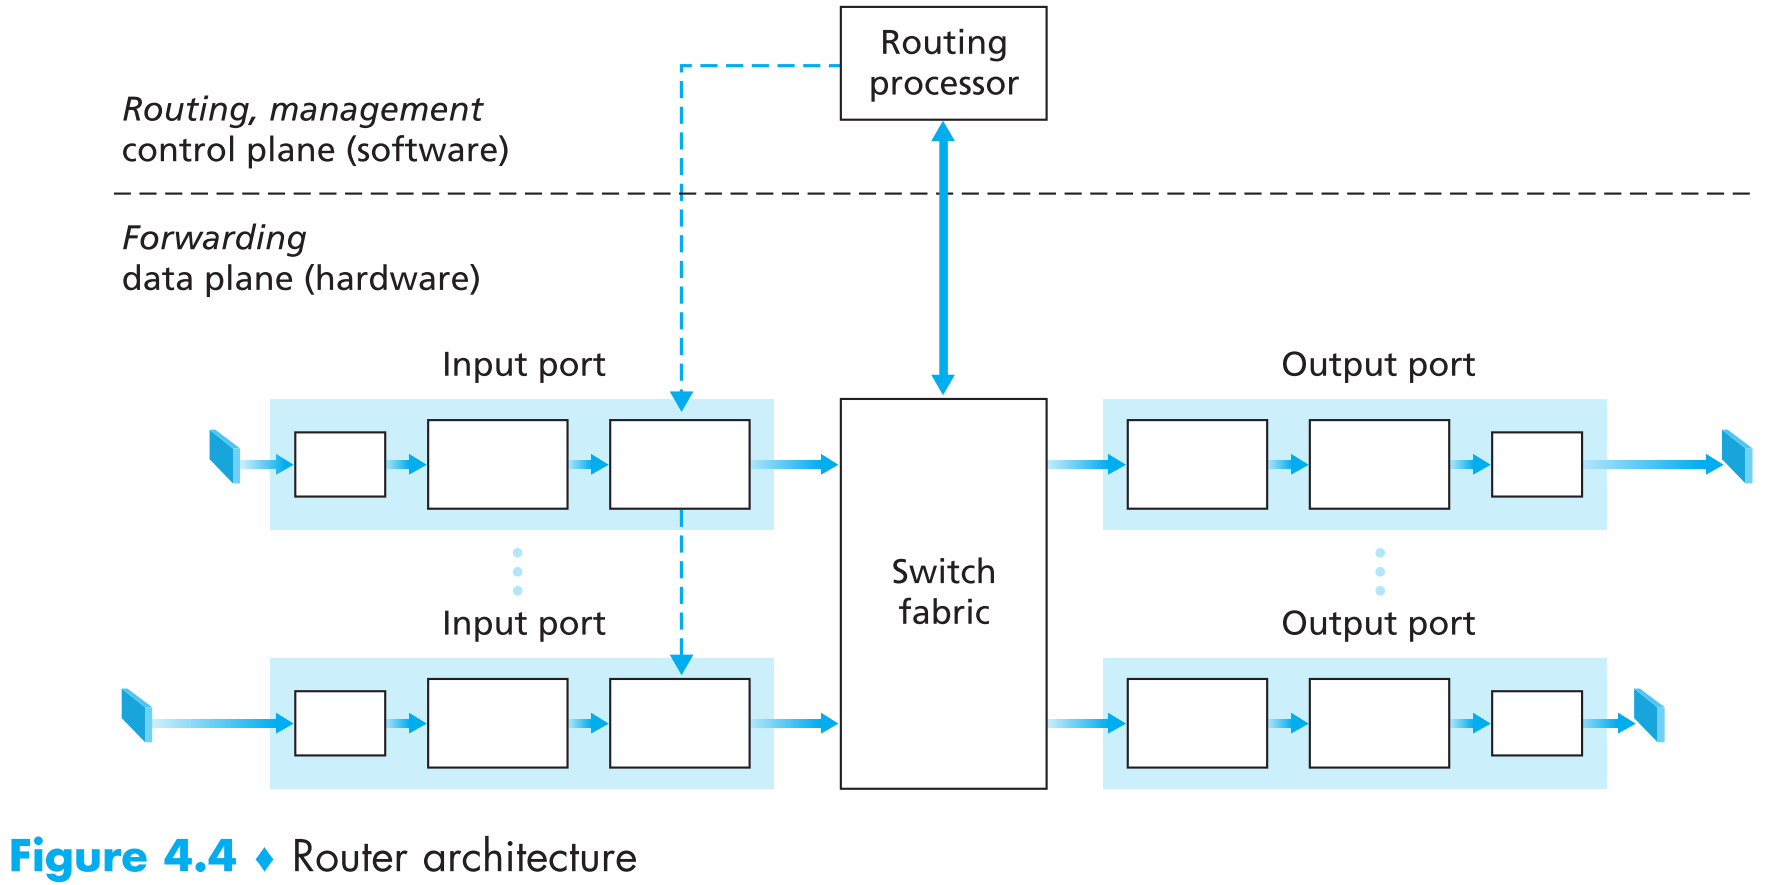 Routing
processor
Routing, management
control plane (software)
Forwarding
data plane (hardware)
Input port
Output port
Switch
fabric
Input port
Output port
Figure 4.4 ♦ Router architecture